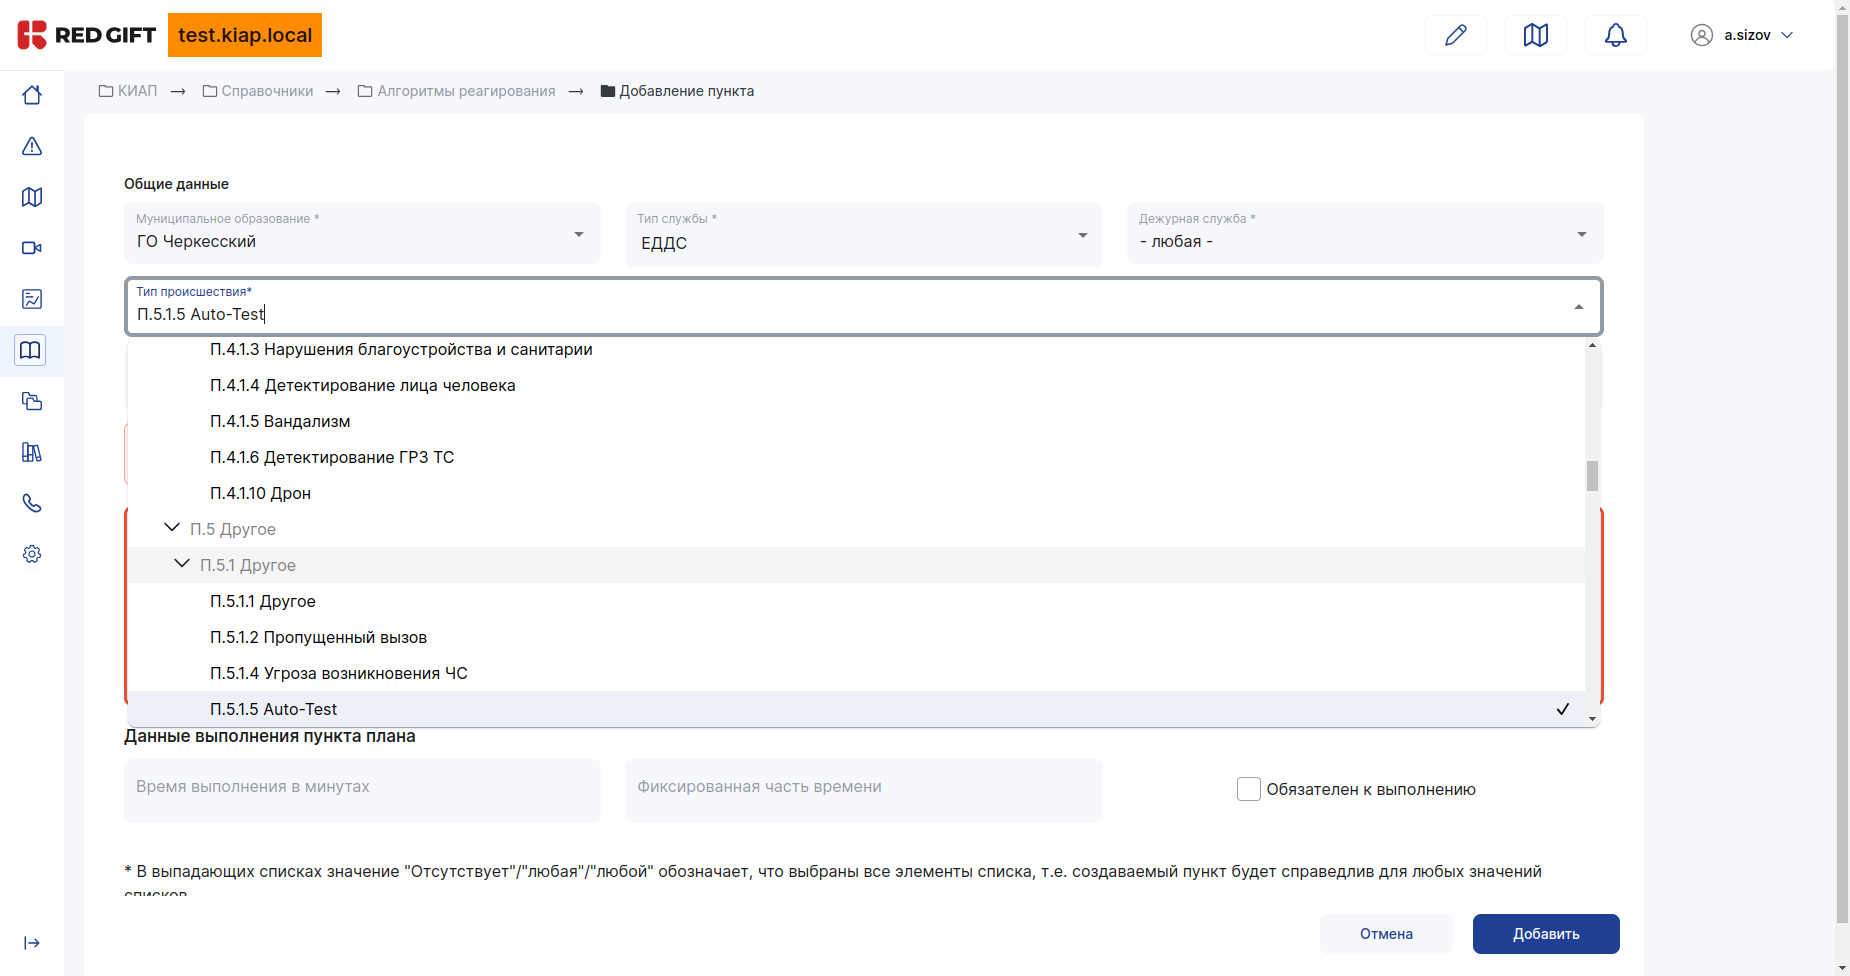 RED GIFT
test.kiap.local
a.sizov
КИАП → Справочники → Алгоритмы реагирования → Добавление пункта
Общие данные
Муниципальное образование *
ГО Черкесский
Тип службы *
ЕДДС
Дежурная служба *
- любая -
Тип происшествия*
П.5.1.5 Auto-Test
П.4.1.3 Нарушения благоустройства и санитарии
П.4.1.4 Детектирование лица человека
П.4.1.5 Вандализм
П.4.1.6 Детектирование ГРЗ ТС
П.4.1.10 Дрон
П.5 Другое
П.5.1 Другое
П.5.1.1 Другое
П.5.1.2 Пропущенный вызов
П.5.1.4 Угроза возникновения ЧС
П.5.1.5 Auto-Test
Данные выполнения пункта плана
Время выполнения в минутах
Фиксированная часть времени
Обязателен к выполнению
* В выпадающих списках значение "Отсутствует"/"любая"/"любой" обозначает, что выбраны все элементы списка, т.е. создаваемый пункт будет справедлив для любых значений
списков
Отмена
Добавить